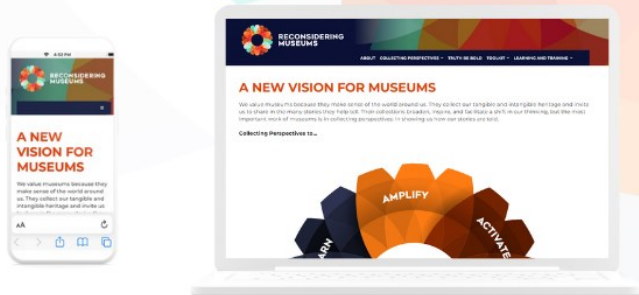 4:50 PM
RECONSIDERING
MUSEUMS
A NEW
VISION FOR
MUSEUMS
We value museums because they
make sense of the world around
us. They collect our tangible and
intangible heritage and invite us
AA
RECONSIDERING
MUSEUMS
ABOUT COLLECTING PERSPECTIVES TRUTH BE BOLD TOOLKIT LEARNING AND TRAINING
A NEW VISION FOR MUSEUMS
We value museums because they make sense of the world around us. They collect our tangible and intangible heritage and invite
us to share in the many stories they help tell. Their collections broaden, inspire, and facilitate a shift in our thinking, but the most
important work of museums is in collecting perspectives, in showing us how our stories are told.
Collecting Perspectives to...
AMPLIFY
ACTIVATE